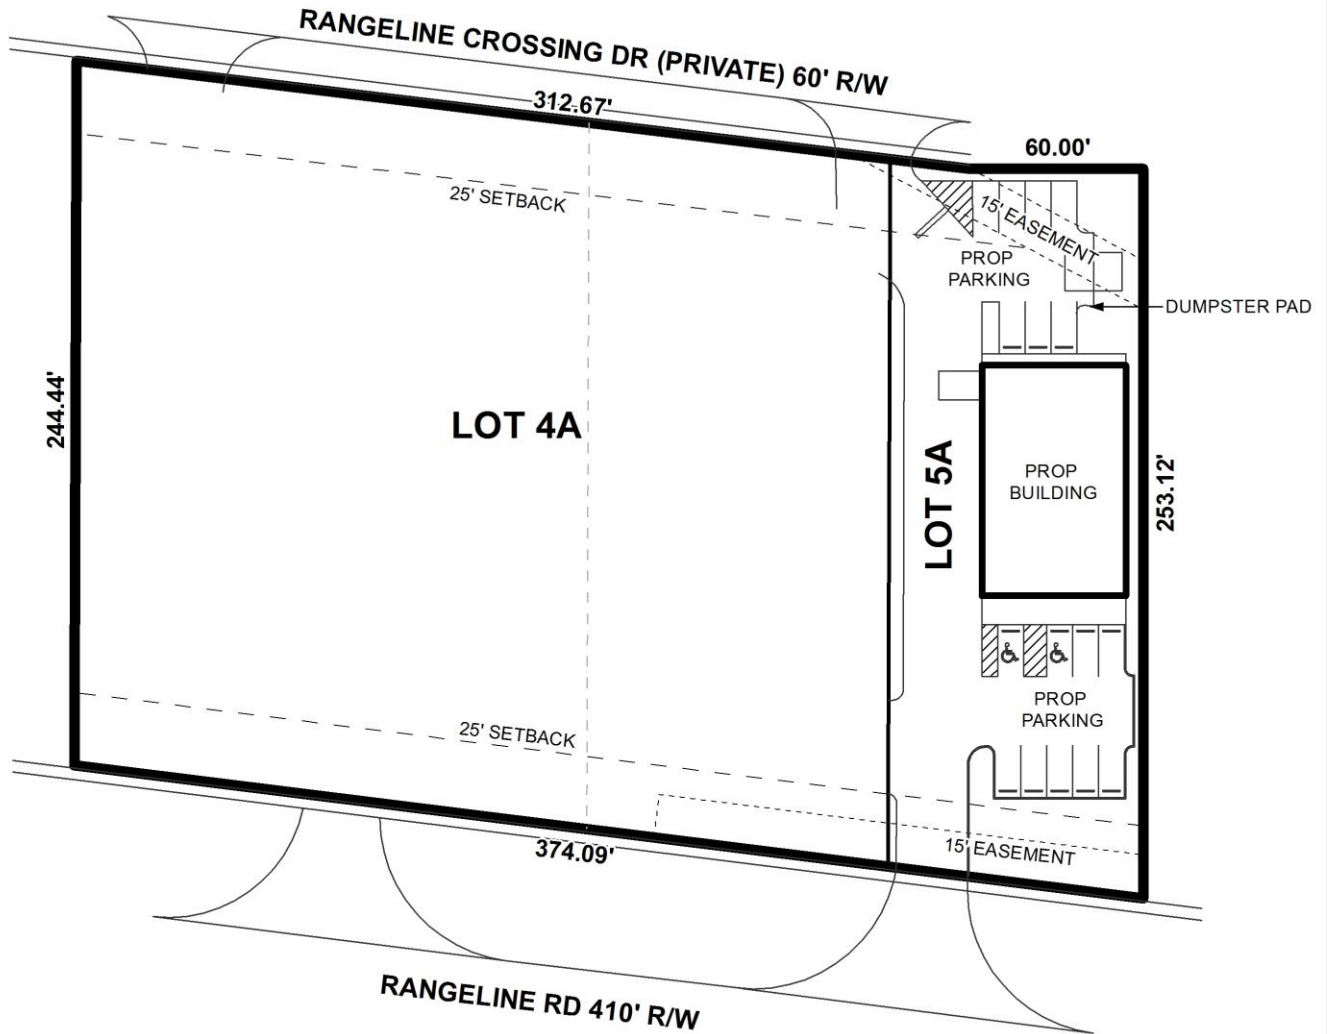 RANGELINE CROSSING DR (PRIVATE) 60' R/W
312.67'
60.00'
25' SETBACK
15' EASEMENT
PROP
PARKING
DUMPSTER PAD
244.44'
LOT 4A
LOT 5A
PROP
BUILDING
253.12'
PROP
PARKING
25' SETBACK
15' EASEMENT
374.09'
RANGELINE RD 410' R/W